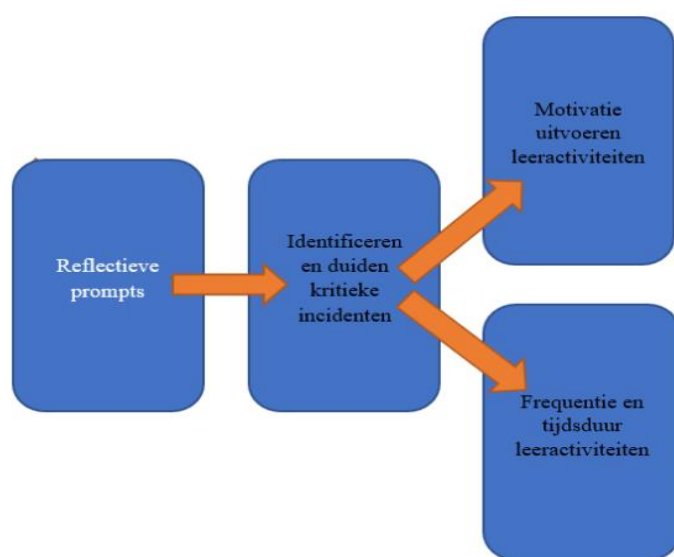 Reflectieve
prompts
Identificeren
en duiden
kritieke
incidenten
Motivatie
uitvoeren
leeractiviteiten
Frequentie en
tijdsduur
leeractiviteiten